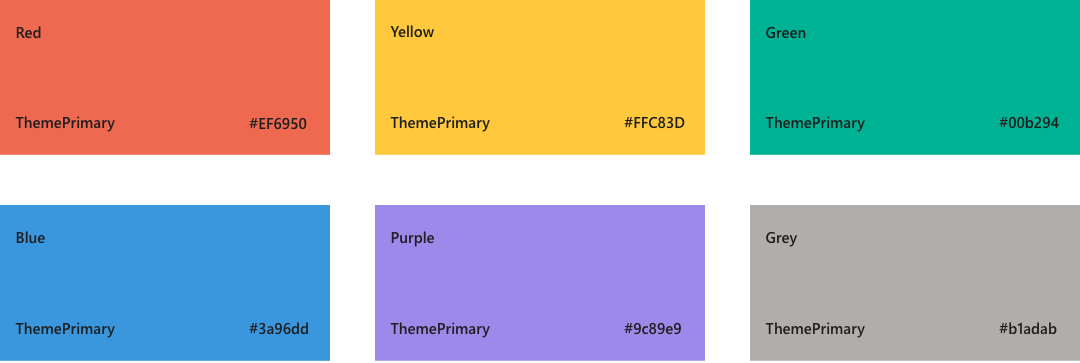 Red
ThemePrimary #EF6950
Yellow
ThemePrimary #FFC83D
Green
ThemePrimary #00b294
Blue
ThemePrimary #3a96dd
Purple
ThemePrimary #9c89e9
Grey
ThemePrimary #b1adab